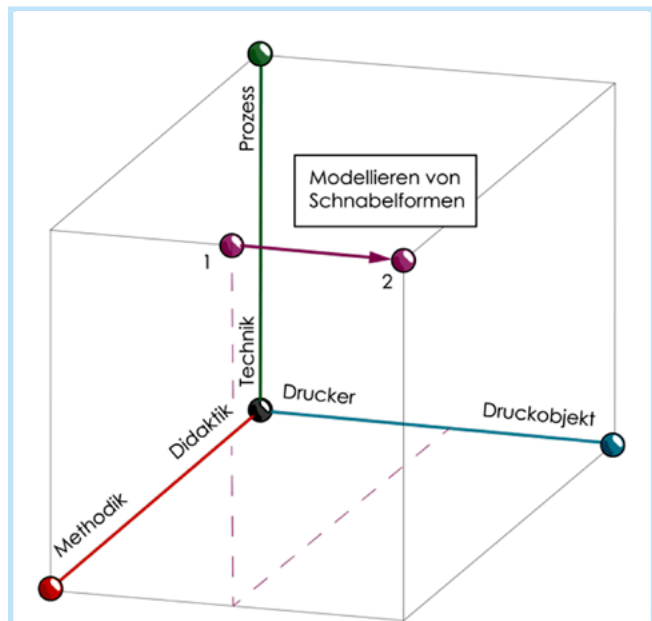 Prozess
Modellieren von
Schnabelformen
1
2
Technik
Drucker
Druckobjekt
Didaktik
Methodik